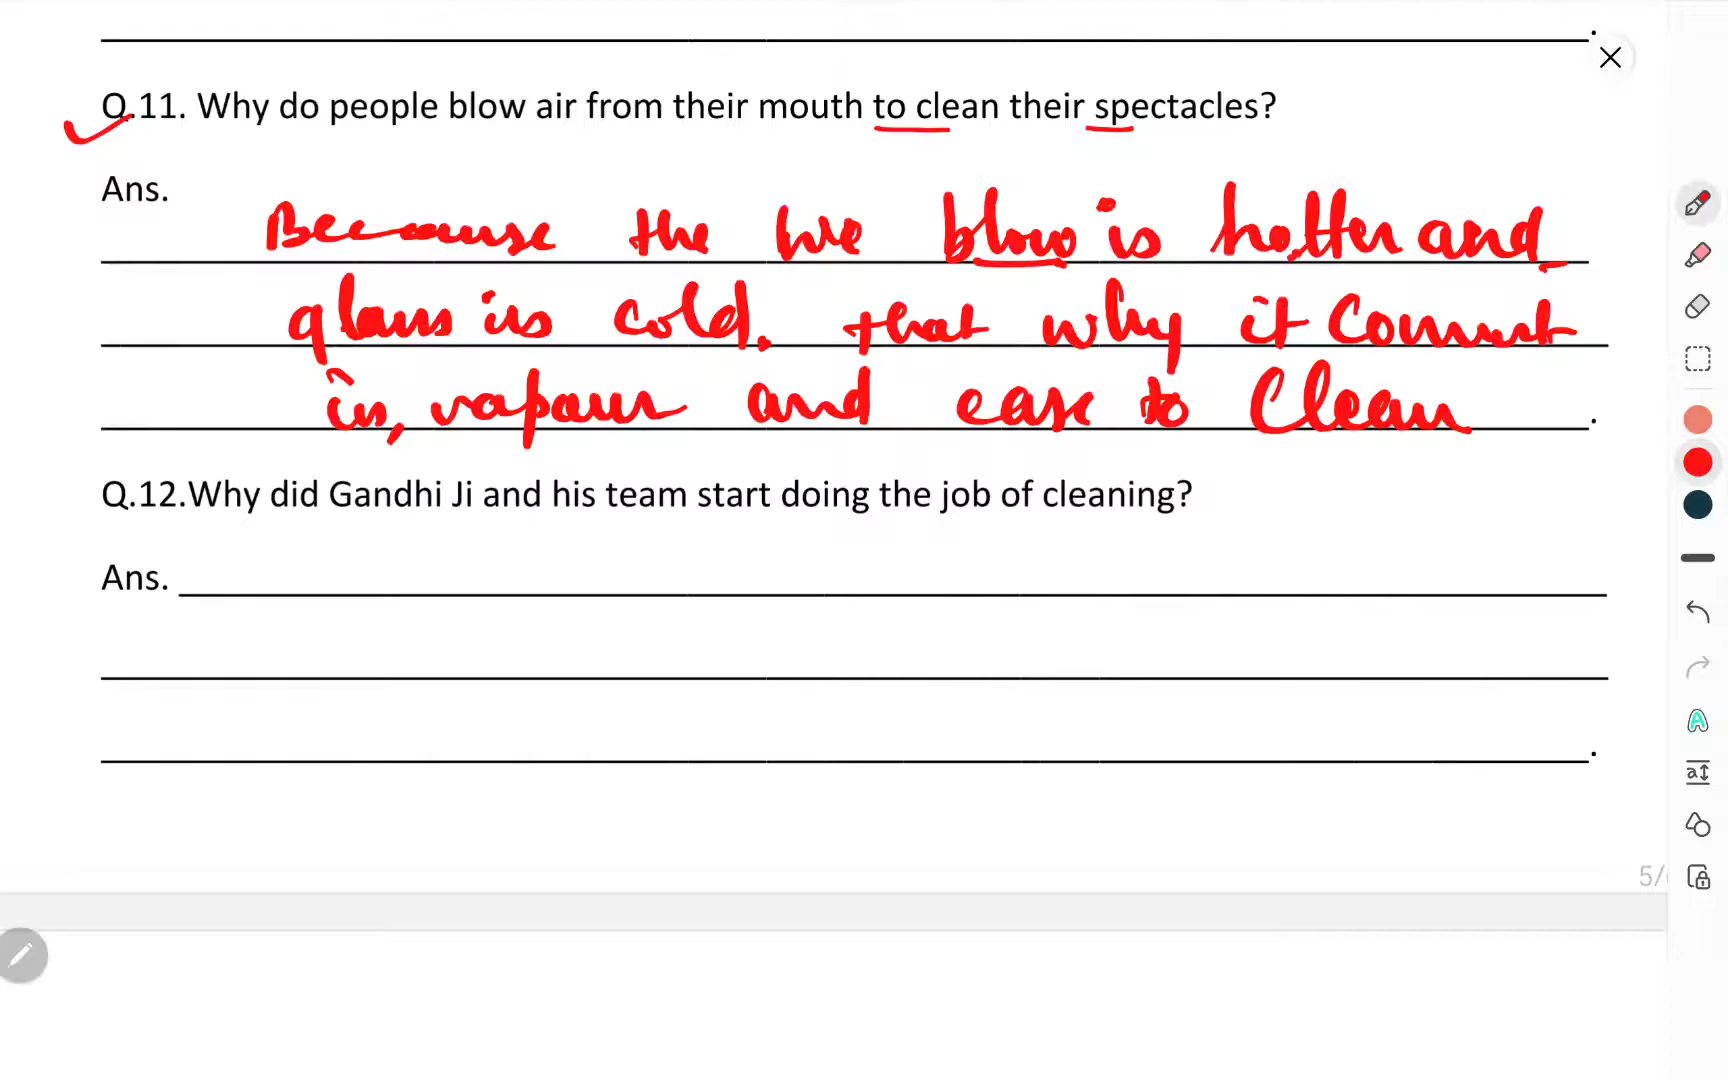 Q.11. Why do people blow air from their mouth to clean their spectacles?
Ans.
Because the we blow is hotter and
glass is cold. that why it convert
in, vapour and ease to clean
.
Q.12.Why did Gandhi Ji and his team start doing the job of cleaning?
Ans.
.
5/